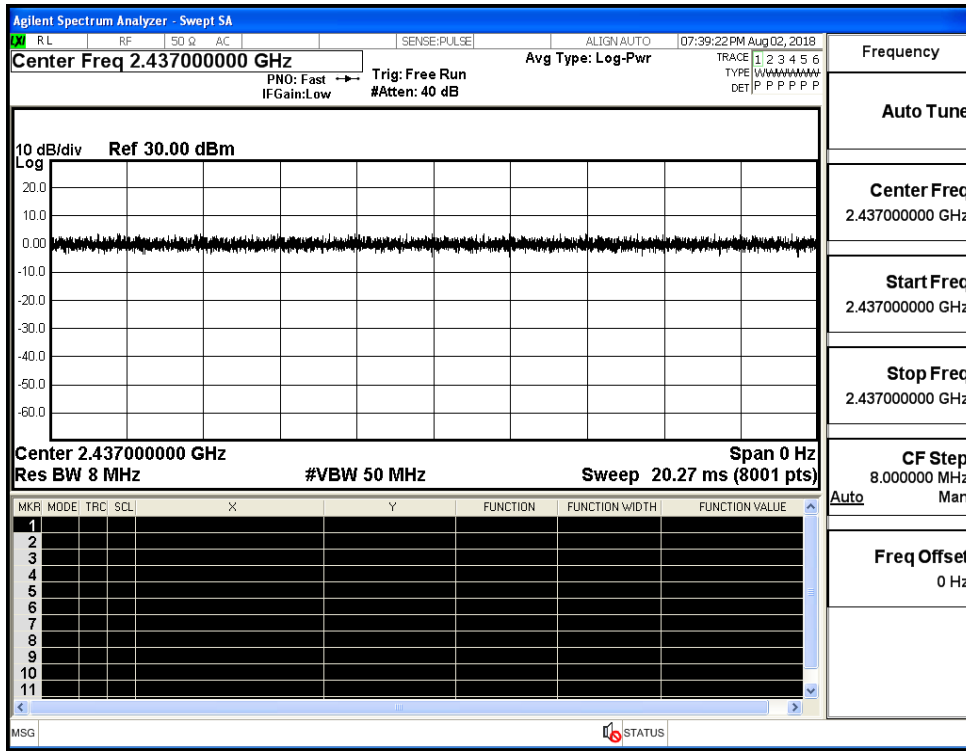 Agilent Spectrum Analyzer - Swept SA
LXI RL RF 50 Ω AC SENSE:PULSE ALIGN AUTO 07:39:22 PM Aug 02, 2018
Center Freq 2.437000000 GHz Avg Type: Log-Pwr TRACE 1 2 3 4 5 6
PNO: Fast Trig: Free Run TYPE
IFGain:Low #Atten: 40 dB DET P P P P P P
10 dB/div Ref 30.00 dBm
Log
20.0
10.0
0.00
-10.0
-20.0
-30.0
-40.0
-50.0
-60.0
Center 2.437000000 GHz Span 0 Hz
Res BW 8 MHz #VBW 50 MHz Sweep 20.27 ms (8001 pts)
MKR MODE TRC SCL X Y FUNCTION FUNCTION WIDTH FUNCTION VALUE
1
2
3
4
5
6
7
8
9
10
11
MSG STATUS
Frequency
Auto Tune
Center Freq
2.437000000 GHz
Start Freq
2.437000000 GHz
Stop Freq
2.437000000 GHz
CF Step
8.000000 MHz
Auto Man
Freq Offset
0 Hz